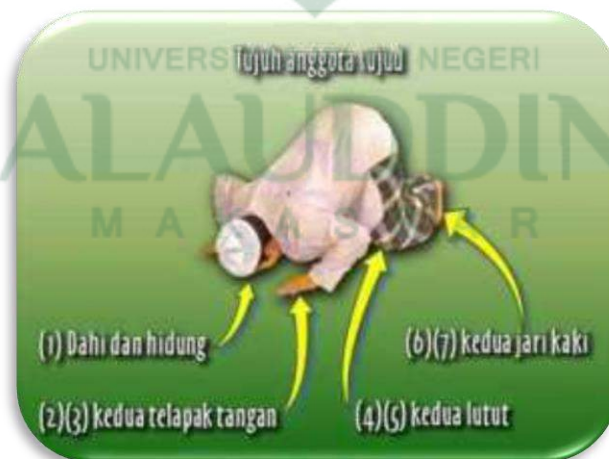 UNIVERSITAS ISLAM NEGERI
Tujuh anggota sujud
ALAUDDIN
MAKASSAR
(1) Dahi dan hidung
(6)(7) kedua jari kaki
(2)(3) kedua telapak tangan
(4)(5) kedua lutut